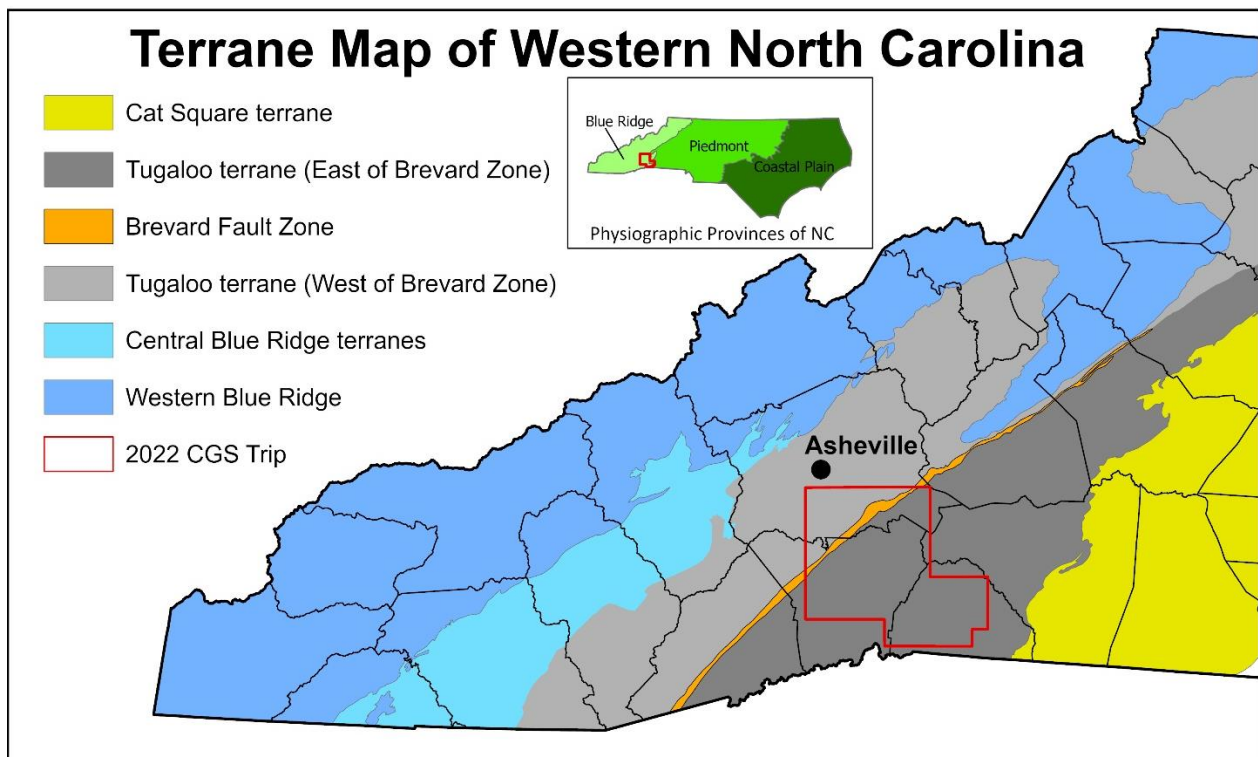 Terrane Map of Western North Carolina
Cat Square terrane
Tugaloo terrane (East of Brevard Zone)
Brevard Fault Zone
Tugaloo terrane (West of Brevard Zone)
Central Blue Ridge terranes
Western Blue Ridge
2022 CGS Trip
Blue Ridge
Piedmont
Coastal Plain
Physiographic Provinces of NC
Asheville